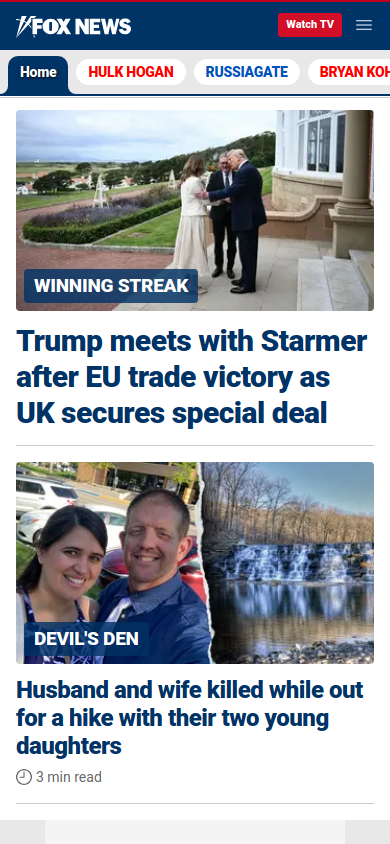 FOX NEWS
Watch TV
Home
HULK HOGAN
RUSSIAGATE
BRYAN KOH
WINNING STREAK
Trump meets with Starmer
after EU trade victory as
UK secures special deal
DEVIL'S DEN
Husband and wife killed while out
for a hike with their two young
daughters
3 min read